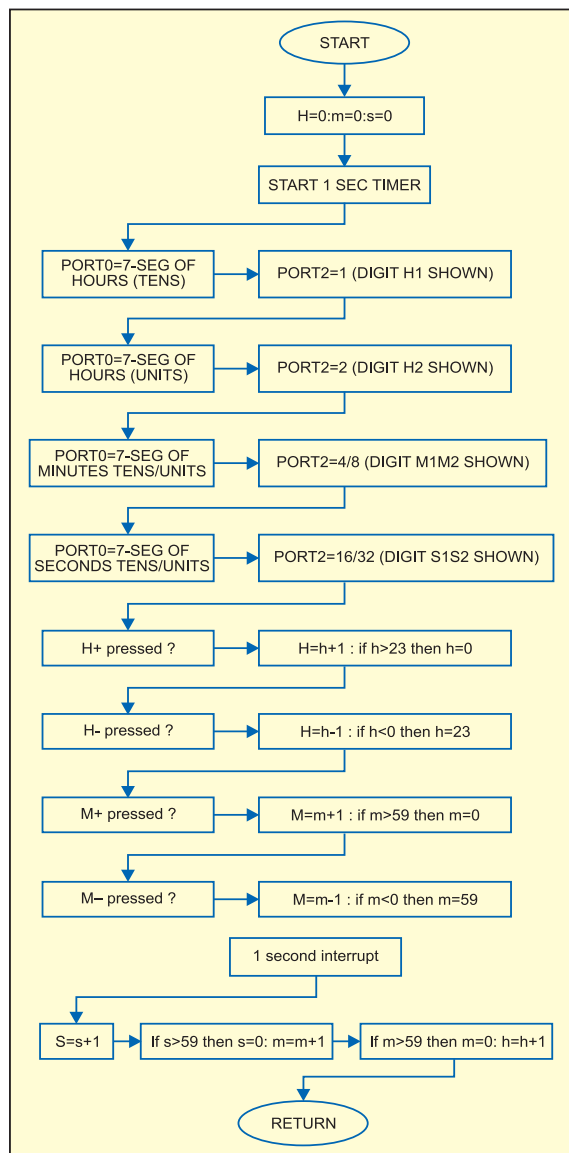 START
H=0:m=0:s=0
START 1 SEC TIMER
PORT0=7-SEG OF
HOURS (TENS)
PORT2=1 (DIGIT H1 SHOWN)
PORT0=7-SEG OF
HOURS (UNITS)
PORT2=2 (DIGIT H2 SHOWN)
PORT0=7-SEG OF
MINUTES TENS/UNITS
PORT2=4/8 (DIGIT M1M2 SHOWN)
PORT0=7-SEG OF
SECONDS TENS/UNITS
PORT2=16/32 (DIGIT S1S2 SHOWN)
H+ pressed ?
H=h+1 : if h>23 then h=0
H- pressed ?
H=h-1 : if h<0 then h=23
M+ pressed ?
M=m+1 : if m>59 then m=0
M– pressed ?
M=m-1 : if m<0 then m=59
1 second interrupt
S=s+1
If s>59 then s=0: m=m+1
If m>59 then m=0: h=h+1
RETURN